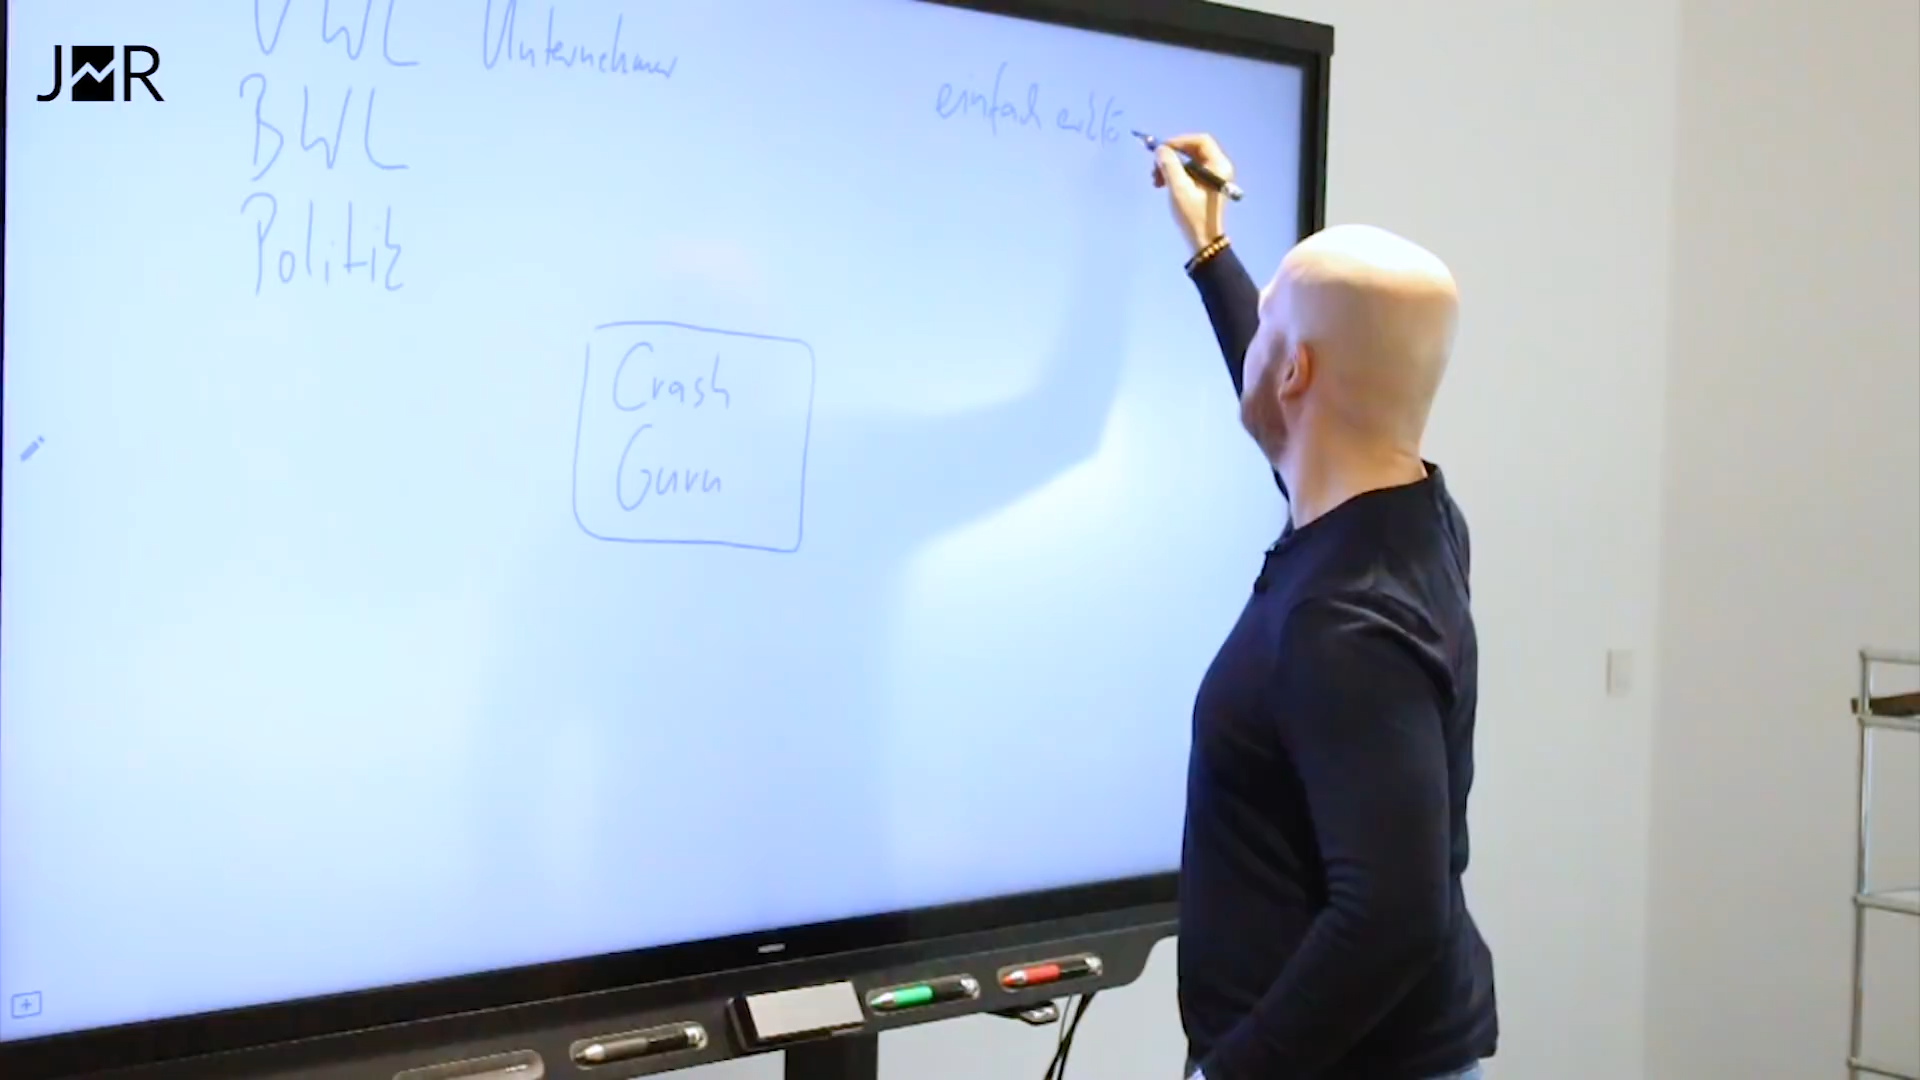 JMR
VWL Unternehmer
BWL
Politik
einfach erklä
Crash
Guru